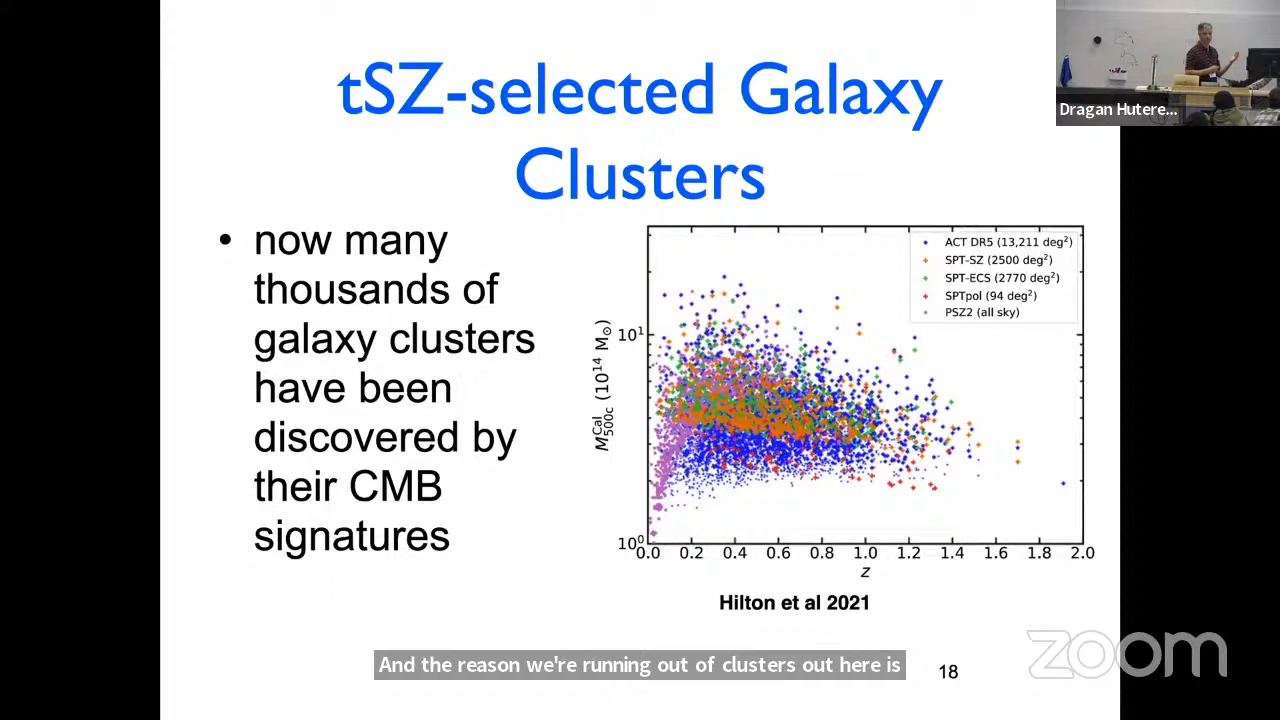 tSZ-selected Galaxy
Clusters
• now many
thousands of
galaxy clusters
have been
discovered by
their CMB
signatures
ACT DR5 (13,211 deg²)
SPT-SZ (2500 deg²)
SPT-ECS (2770 deg²)
SPTpol (94 deg²)
PSZ2 (all sky)
10¹
10⁰
M_{500c}^{Cal} (10¹⁴ M_⊙)
0.0 0.2 0.4 0.6 0.8 1.0 1.2 1.4 1.6 1.8 2.0
z
Hilton et al 2021
And the reason we're running out of clusters out here is
18
zoom
Dragan Hutere...